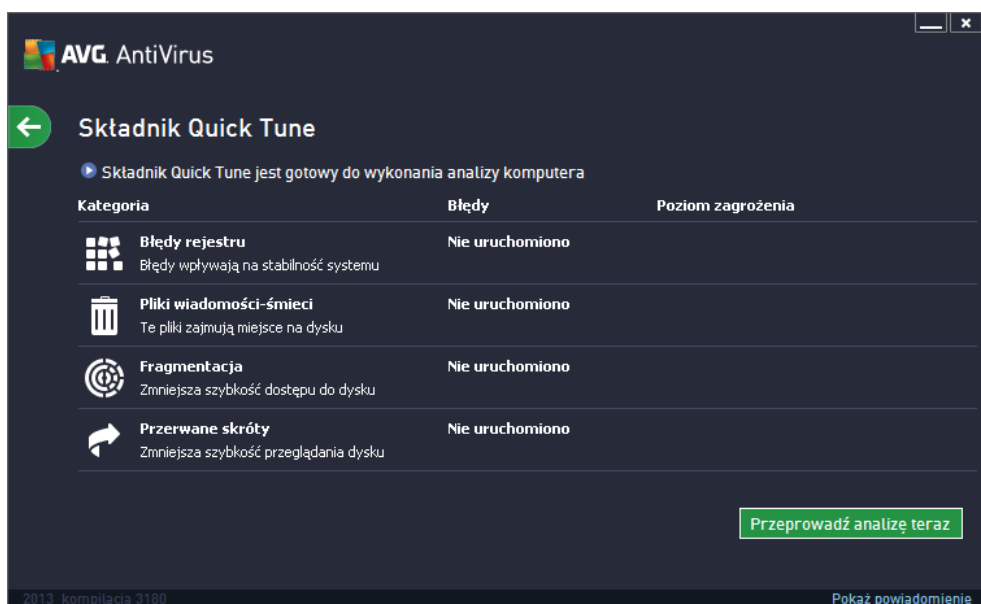 AVG. AntiVirus
Składnik Quick Tune
Składnik Quick Tune jest gotowy do wykonania analizy komputera
Kategoria Błędy Poziom zagrożenia
Błędy rejestru Nie uruchomiono
Błędy wpływają na stabilność systemu
Pliki wiadomości-śmieci Nie uruchomiono
Te pliki zajmują miejsce na dysku
Fragmentacja Nie uruchomiono
Zmniejsza szybkość dostępu do dysku
Przerwane skróty Nie uruchomiono
Zmniejsza szybkość przeglądania dysku
Przeprowadź analizę teraz
2013 kompilacja 3180 Pokaż powiadomienie